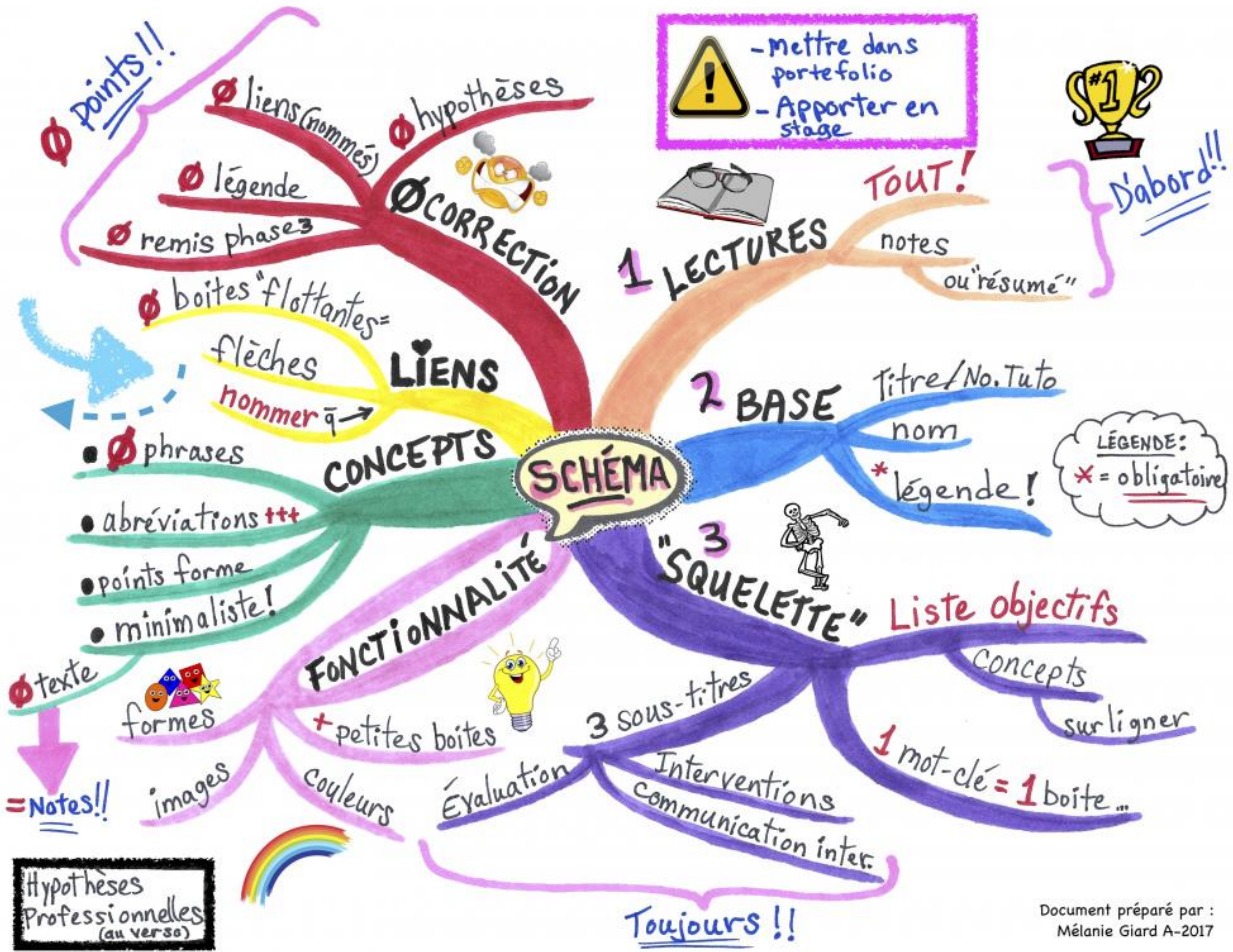 SCHÉMA
- Mettre dans
portefolio
- Apporter en
stage
#1
D'abord!!
1 LECTURES
TOUT!
notes
ou "résumé"
2 BASE
Titre/No. Tuto
nom
* légende!
LÉGENDE:
* = obligatoire
3
"SQUELETTE"
Liste objectifs
concepts
surligner
1 mot-clé = 1 boite...
3 sous-titres
Évaluation
Interventions
communication inter.
Toujours !!
FONCTIONNALITÉ
+ petites boites
couleurs
images
formes
CONCEPTS
• Ø phrases
• abréviations +++
• points forme
• minimaliste!
Ø texte
= Notes!!
LIENS
Ø boites "flottantes=
flèches
nommer q̄ →
Ø CORRECTION
Ø hypothèses
Ø liens (nommés)
Ø légende
Ø remis phase 3
Ø points!!
Hypothèses
Professionnelles
(au verso)
Document préparé par :
Mélanie Giard A-2017